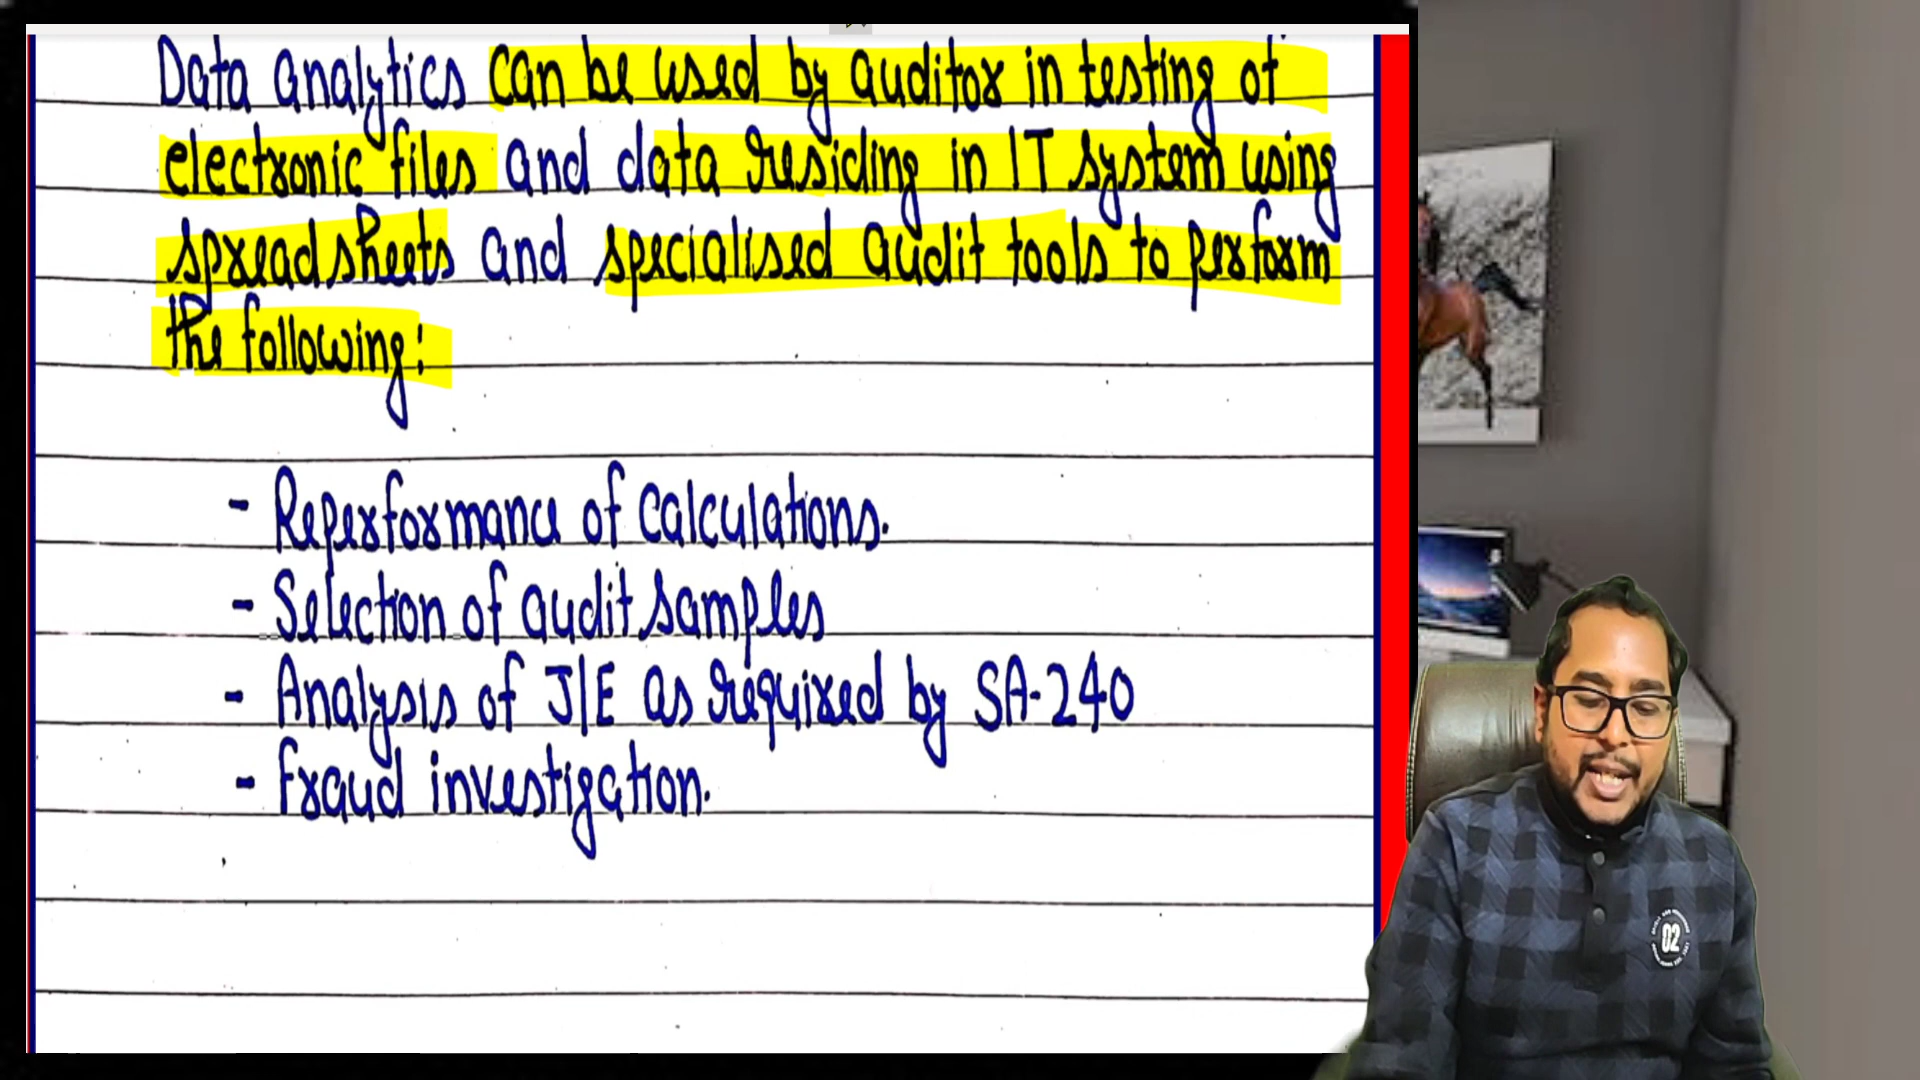 Data analytics can be used by auditor in testing of
electronic files and data residing in IT system using
spreadsheets and specialised audit tools to perform
the following:
- Reperformance of calculations.
- Selection of audit samples
- Analysis of J/E as required by SA-240
- Fraud investigation.
02